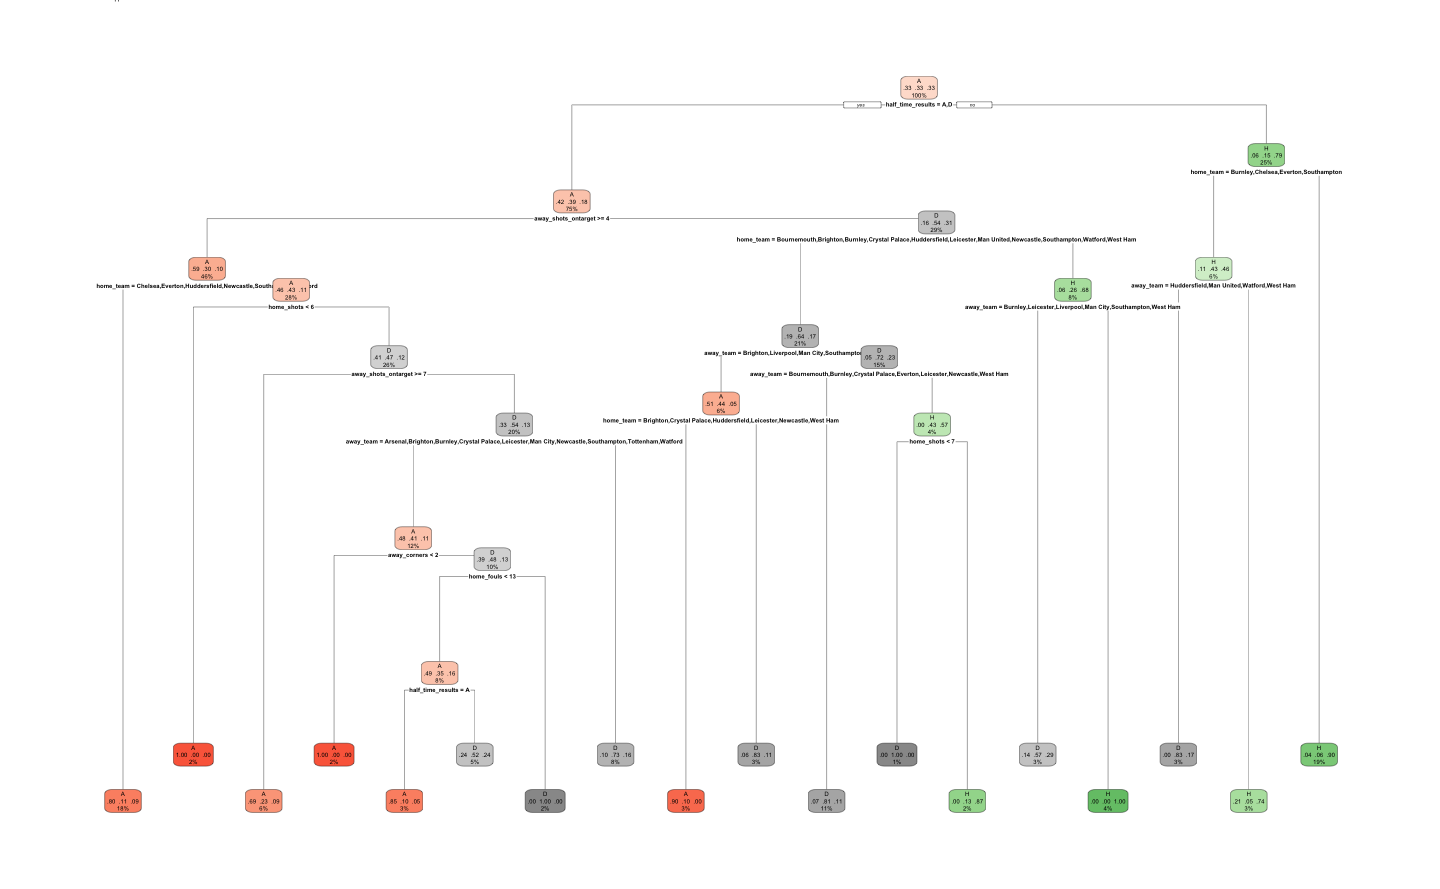 A
.33 .33 .33
100%
yes
half_time_results = A,D
no
H
.06 .15 .79
25%
home_team = Burnley,Chelsea,Everton,Southampton
A
.42 .39 .18
75%
away_shots_ontarget >= 4
D
.16 .54 .31
29%
home_team = Bournemouth,Brighton,Burnley,Crystal Palace,Huddersfield,Leicester,Man United,Newcastle,Southampton,Watford,West Ham
A
.59 .30 .10
46%
home_team = Chelsea,Everton,Huddersfield,Newcastle,South
ord
A
.46 .43 .11
28%
home_shots < 6
H
.06 .26 .68
8%
away_team = Burnley,Leicester,Liverpool,Man City,Southampton,West Ham
H
.11 .43 .46
6%
away_team = Huddersfield,Man United,Watford,West Ham
D
.19 .64 .17
21%
away_team = Brighton,Liverpool,Man City,Southampto
D
.05 .72 .23
15%
away_team = Bournemouth,Burnley,Crystal Palace,Everton,Leicester,Newcastle,West Ham
D
.41 .47 .12
26%
away_shots_ontarget >= 7
A
.51 .44 .05
6%
home_team = Brighton,Crystal Palace,Huddersfield,Leicester,Newcastle,West Ham
D
.33 .54 .13
20%
away_team = Arsenal,Brighton,Burnley,Crystal Palace,Leicester,Man City,Newcastle,Southampton,Tottenham,Watford
H
.00 .43 .57
4%
home_shots < 7
A
.48 .41 .11
12%
away_corners < 2
D
.39 .48 .13
10%
home_fouls < 13
A
.49 .35 .16
8%
half_time_results = A
A
1.00 .00 .00
2%
A
1.00 .00 .00
2%
D
.24 .52 .24
5%
D
.10 .73 .16
8%
D
.06 .83 .11
3%
D
.00 1.00 .00
1%
D
.14 .57 .29
3%
D
.00 .83 .17
3%
H
.04 .06 .90
19%
A
.80 .11 .09
18%
A
.69 .23 .09
6%
A
.85 .10 .05
3%
D
.00 1.00 .00
2%
A
.90 .10 .00
3%
D
.07 .81 .11
11%
H
.00 .13 .87
2%
H
.00 .00 1.00
4%
H
.21 .05 .74
3%